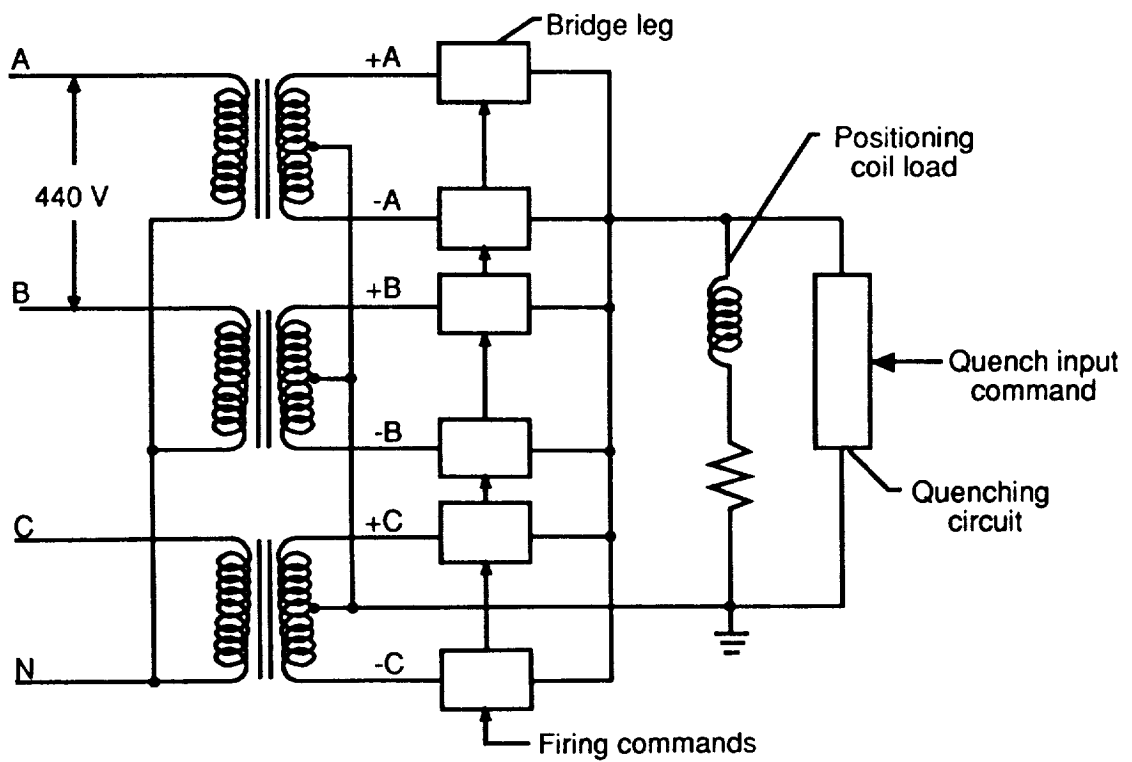 Bridge leg
A
+A
Positioning
coil load
440 V
-A
B
+B
Quench input
command
-B
Quenching
circuit
C
+C
N
-C
Firing commands